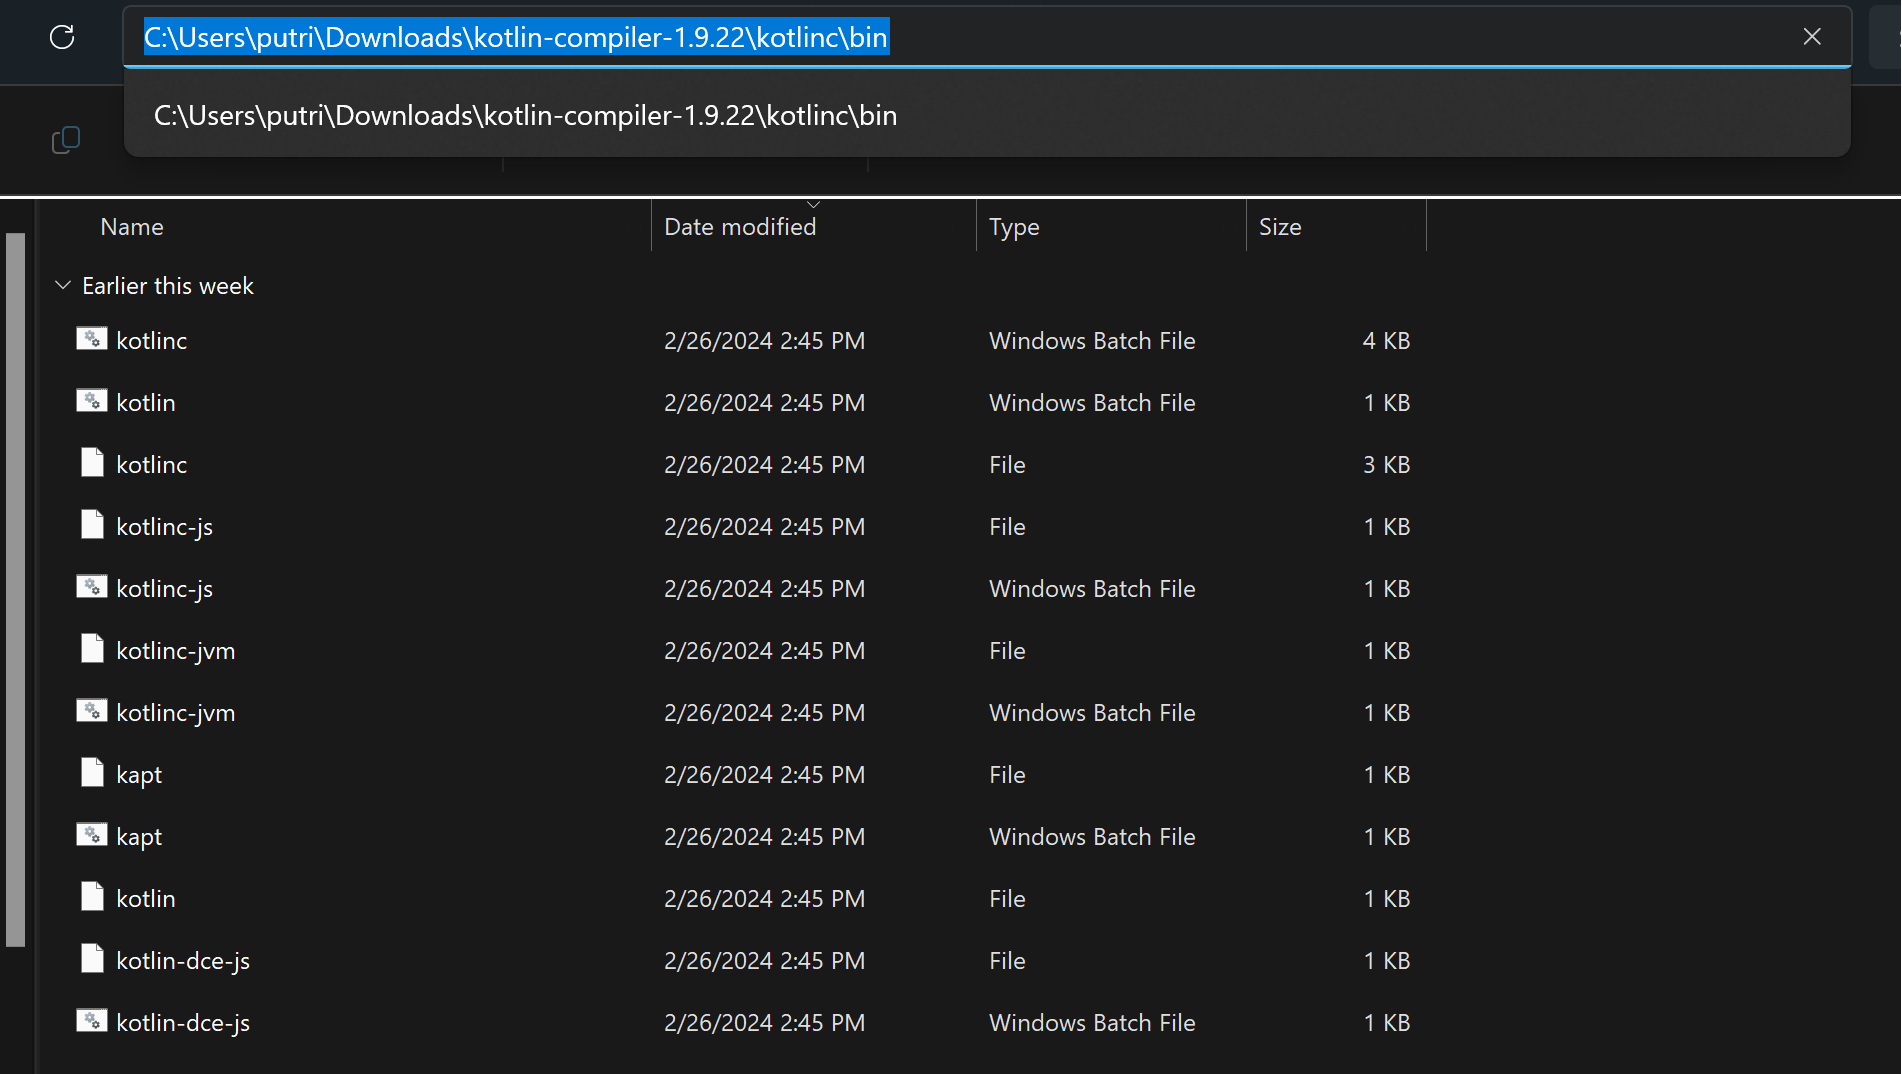 C:\Users\putri\Downloads\kotlin-compiler-1.9.22\kotlinc\bin
C:\Users\putri\Downloads\kotlin-compiler-1.9.22\kotlinc\bin
Name Date modified Type Size
Earlier this week
kotlinc 2/26/2024 2:45 PM Windows Batch File 4 KB
kotlin 2/26/2024 2:45 PM Windows Batch File 1 KB
kotlinc 2/26/2024 2:45 PM File 3 KB
kotlinc-js 2/26/2024 2:45 PM File 1 KB
kotlinc-js 2/26/2024 2:45 PM Windows Batch File 1 KB
kotlinc-jvm 2/26/2024 2:45 PM File 1 KB
kotlinc-jvm 2/26/2024 2:45 PM Windows Batch File 1 KB
kapt 2/26/2024 2:45 PM File 1 KB
kapt 2/26/2024 2:45 PM Windows Batch File 1 KB
kotlin 2/26/2024 2:45 PM File 1 KB
kotlin-dce-js 2/26/2024 2:45 PM File 1 KB
kotlin-dce-js 2/26/2024 2:45 PM Windows Batch File 1 KB